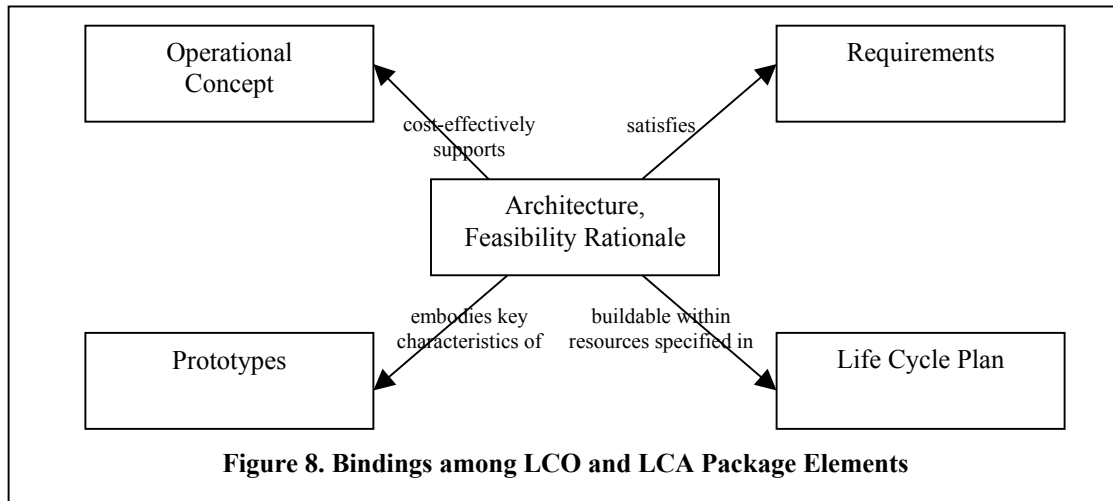 Operational
Concept
Requirements
cost-effectively
supports
satisfies
Architecture,
Feasibility Rationale
embodies key
characteristics of
buildable within
resources specified in
Prototypes
Life Cycle Plan
Figure 8. Bindings among LCO and LCA Package Elements